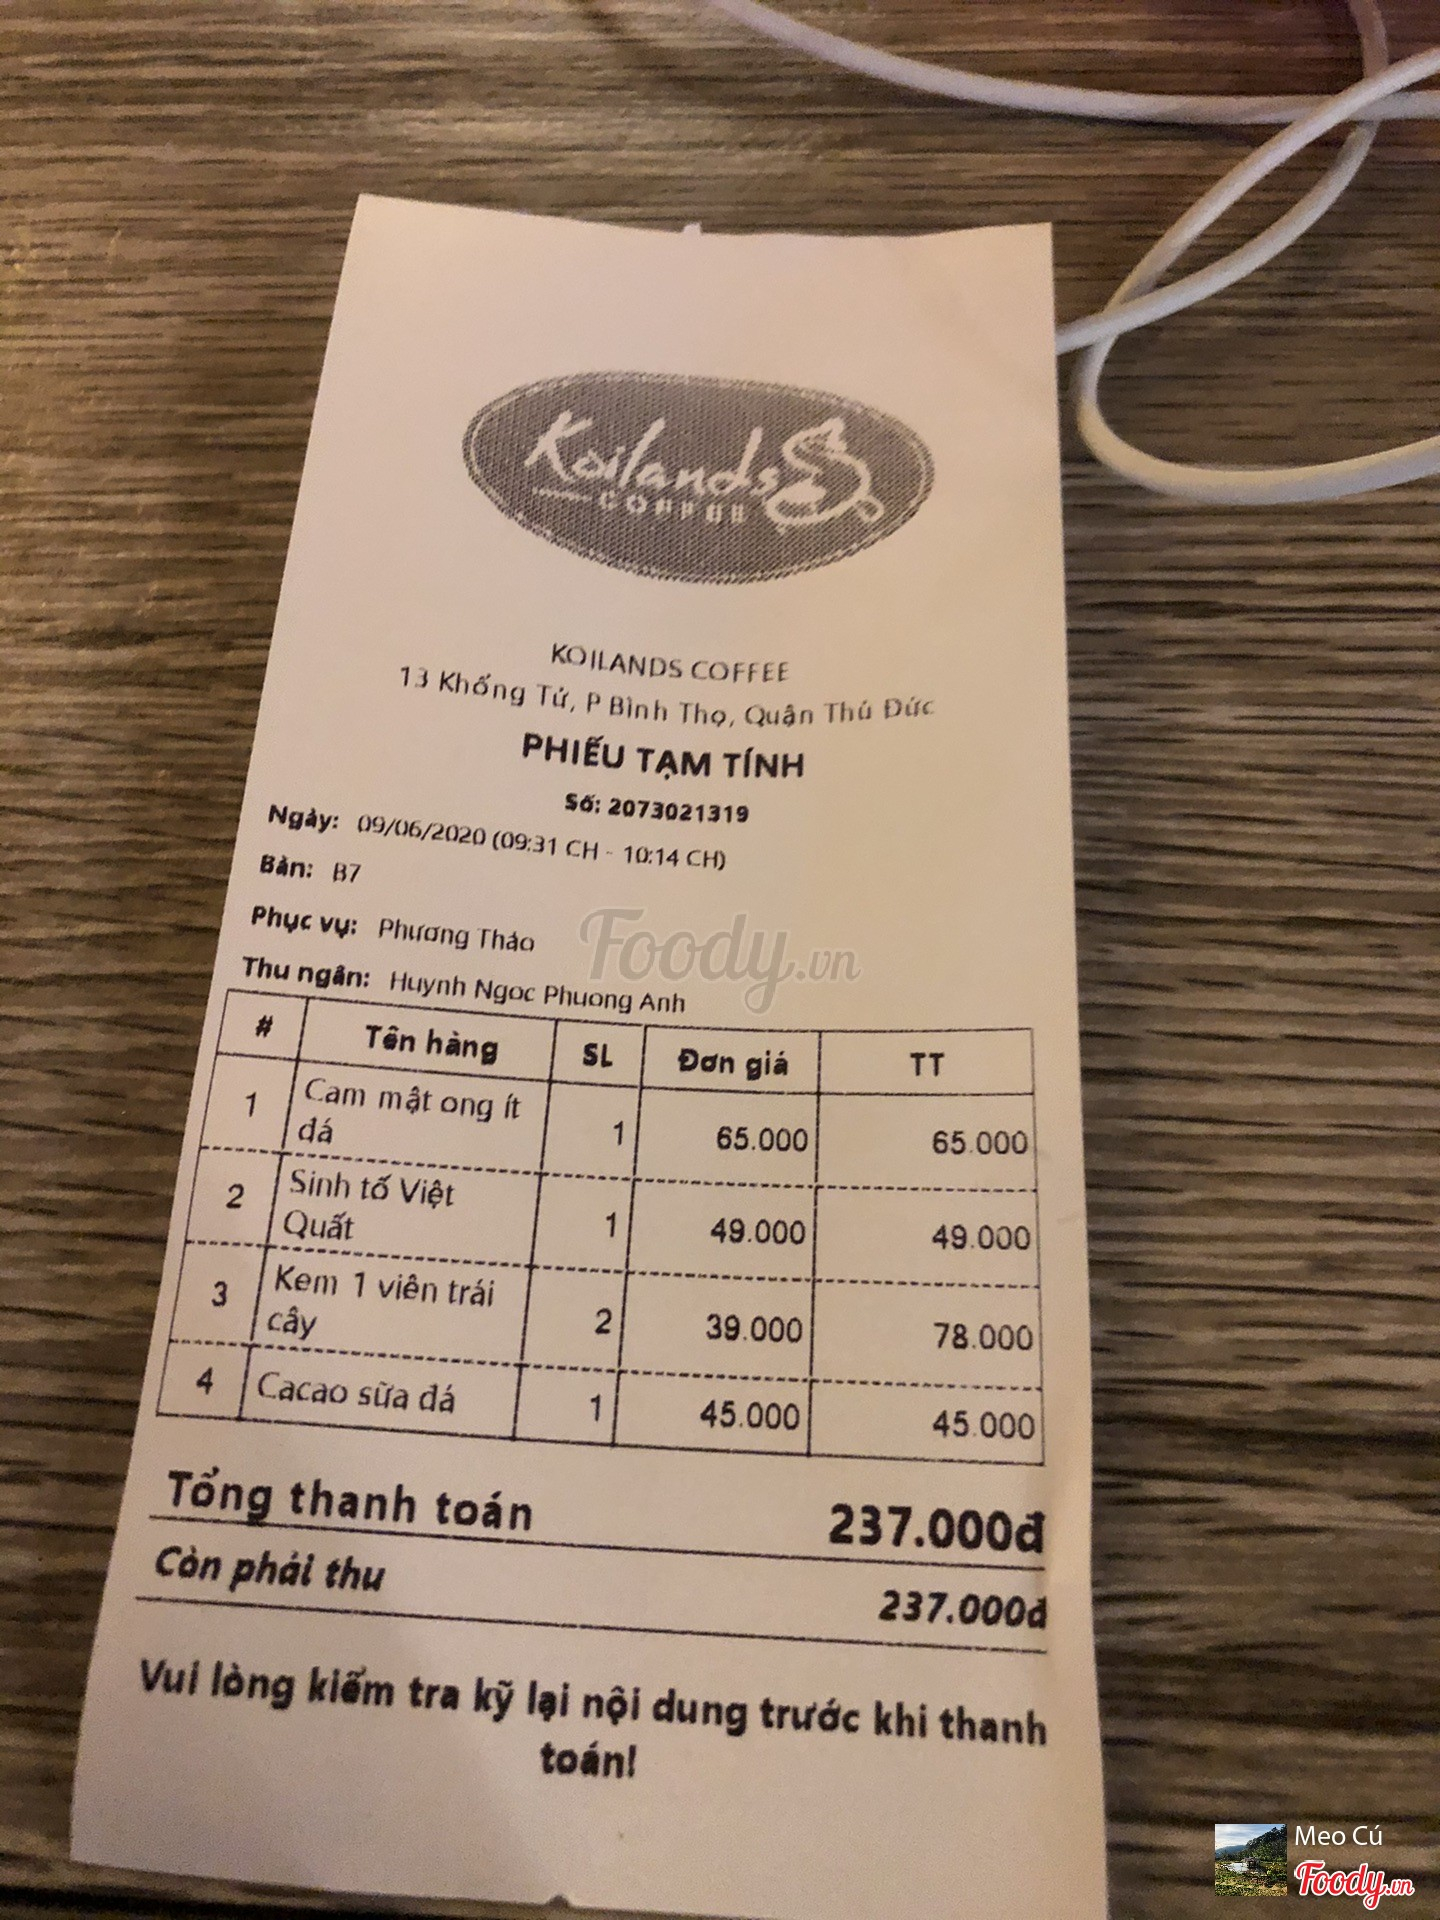 Koilands
COFFEE
KOILANDS COFFEE
13 Khổng Tử, P Bình Thọ, Quận Thủ Đức
PHIẾU TẠM TÍNH
Số: 2073021319
Ngày: 09/06/2020 (09:31 CH - 10:14 CH)
Bàn: B7
Phục vụ: Phương Thảo
Foody.vn
Thu ngân: Huynh Ngoc Phuong Anh
# Tên hàng SL Đơn giá TT
1 Cam mật ong ít đá 1 65.000 65.000
2 Sinh tố Việt Quất 1 49.000 49.000
3 Kem 1 viên trái cây 2 39.000 78.000
4 Cacao sữa đá 1 45.000 45.000
Tổng thanh toán 237.000đ
Còn phải thu 237.000đ
Vui lòng kiểm tra kỹ lại nội dung trước khi thanh
toán!
Meo Cú
Foody.vn